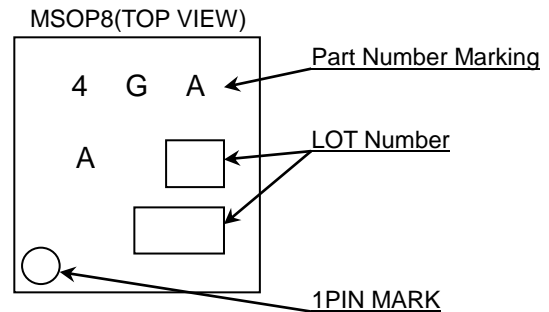 MSOP8(TOP VIEW)
Part Number Marking
4 G A
LOT Number
A
1PIN MARK